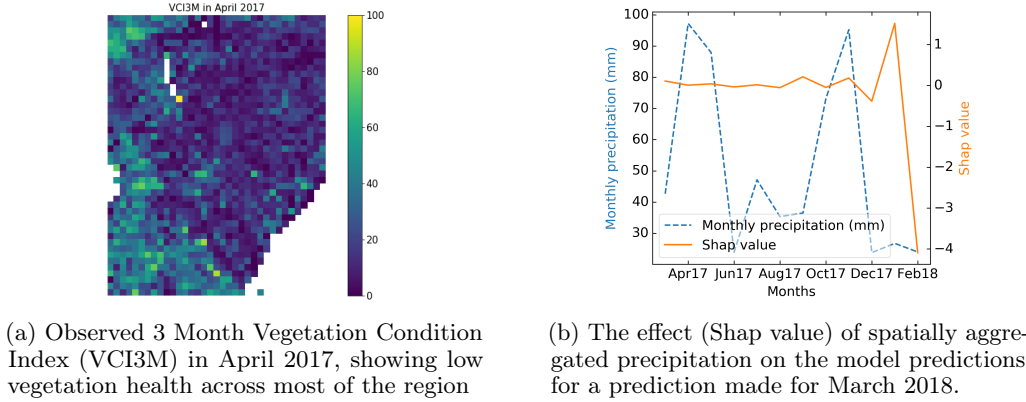 VCI3M in April 2017
100
80
60
40
20
0
(a) Observed 3 Month Vegetation Condition
Index (VCI3M) in April 2017, showing low
vegetation health across most of the region
100
90
80
70
60
50
40
30
Monthly precipitation (mm)
1
0
−1
−2
−3
−4
Shap value
Monthly precipitation (mm)
Shap value
Apr17 Jun17 Aug17 Oct17 Dec17 Feb18
Months
(b) The effect (Shap value) of spatially aggre-
gated precipitation on the model predictions
for a prediction made for March 2018.